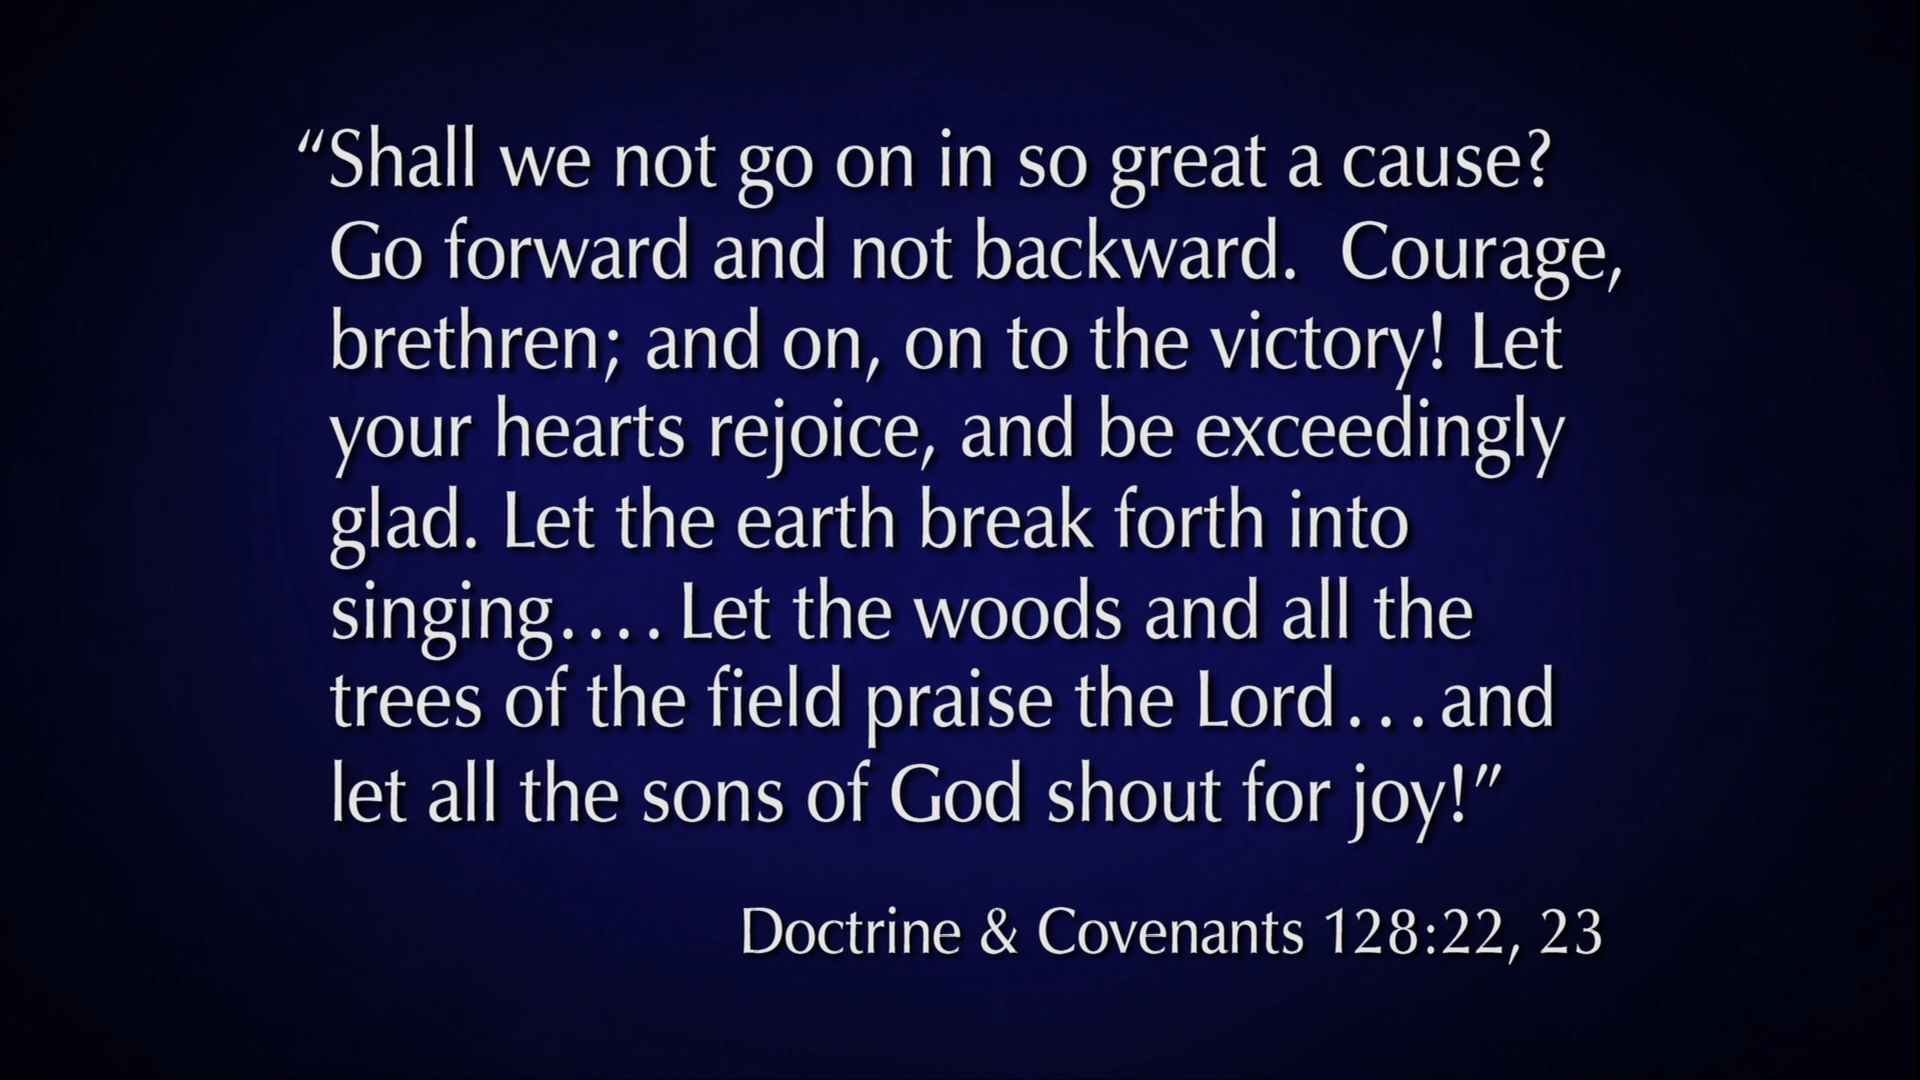 “Shall we not go on in so great a cause?
Go forward and not backward.  Courage,
brethren; and on, on to the victory! Let
your hearts rejoice, and be exceedingly
glad. Let the earth break forth into
singing.... Let the woods and all the
trees of the field praise the Lord...and
let all the sons of God shout for joy!”
Doctrine & Covenants 128:22, 23